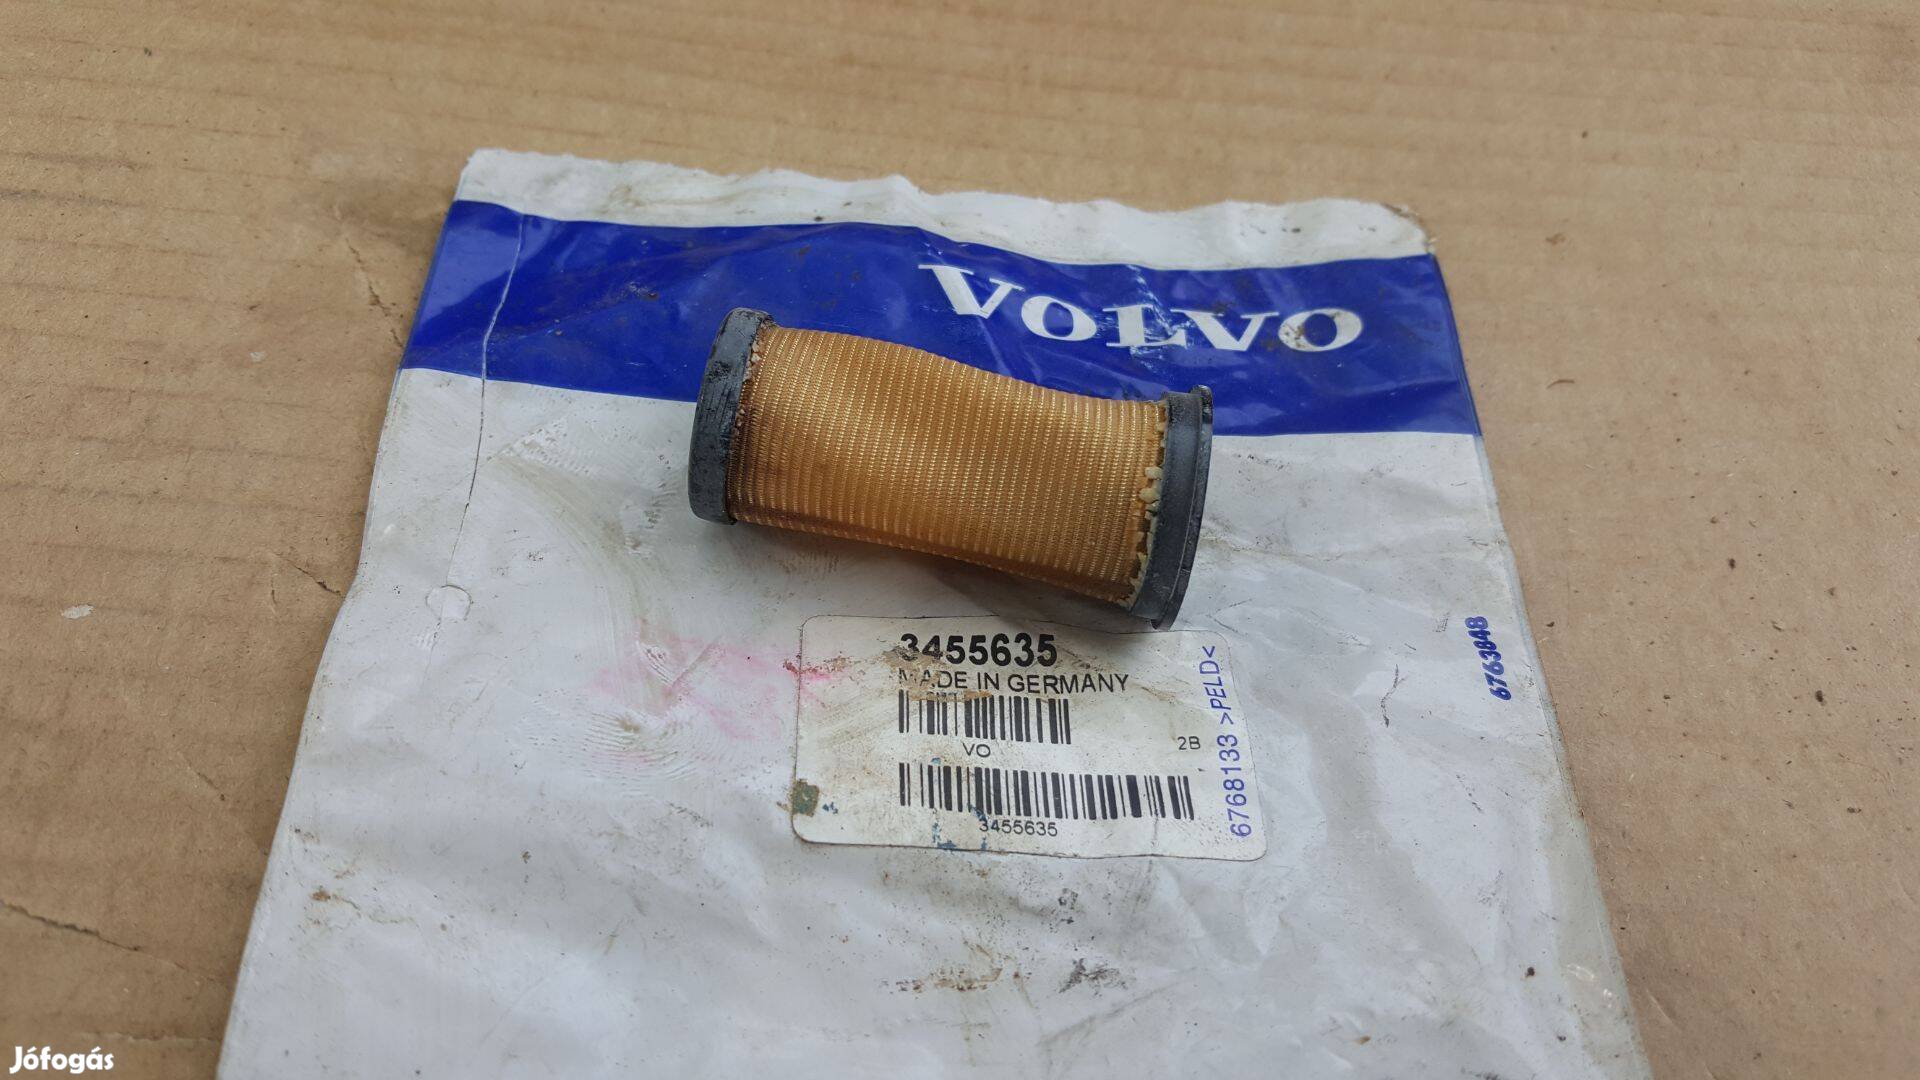 VOLVO
3455635
MADE IN GERMANY
VO
2B
3455635
6768133 >PELD<
6763848
Jófogás